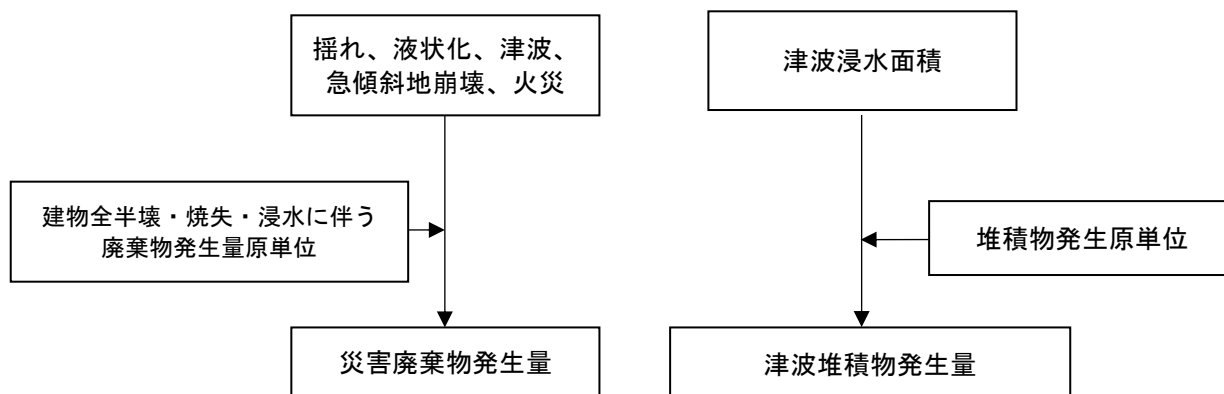 揺れ、液状化、津波、
急傾斜地崩壊、火災
津波浸水面積
建物全半壊・焼失・浸水に伴う
廃棄物発生量原単位
堆積物発生原単位
災害廃棄物発生量
津波堆積物発生量